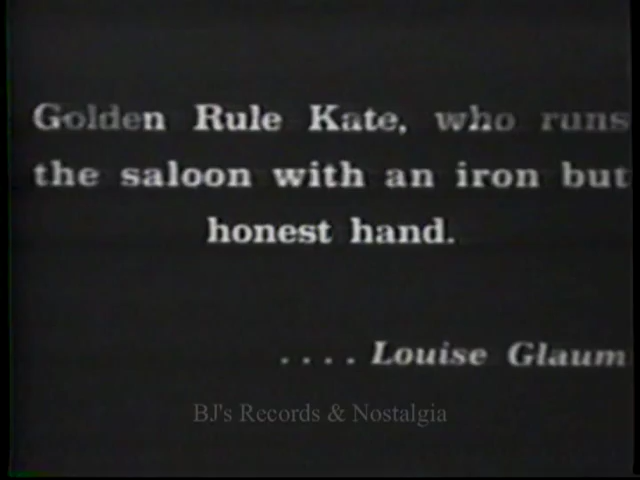 Golden Rule Kate, who runs
the saloon with an iron but
honest hand.
. . . . Louise Glaum
BJ's Records & Nostalgia